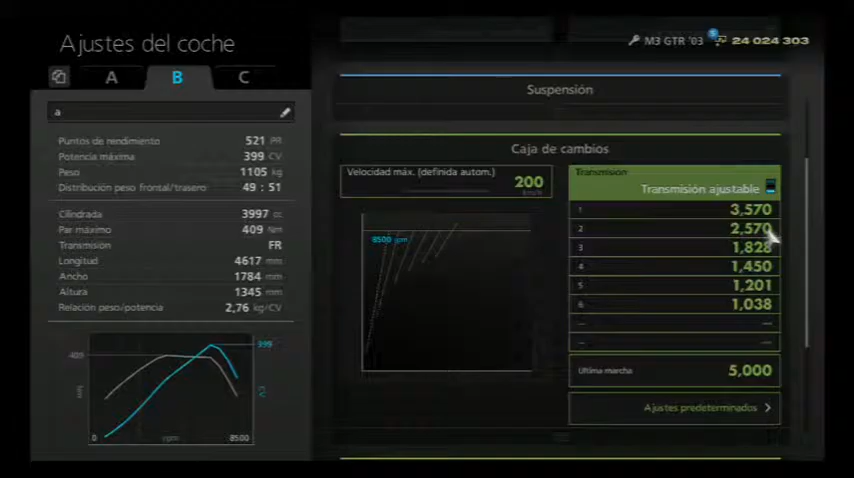 Ajustes del coche
M3 GTR '03
24 024 303
A B C
a
Puntos de rendimiento 521 PR
Potencia máxima 399 CV
Peso 1105 kg
Distribución peso frontal/trasero 49 : 51
Cilindrada 3997 cc
Par máximo 409 Nm
Transmisión FR
Longitud 4617 mm
Ancho 1784 mm
Altura 1345 mm
Relación peso/potencia 2,76 kg/CV
409
399
CV
0 rpm 8500
Suspensión
Caja de cambios
Velocidad máx. (definida autom.)
200
km/h
8500 rpm
Transmisión
Transmisión ajustable
1 3,570
2 2,570
3 1,828
4 1,450
5 1,201
6 1,038
-- --
-- --
Última marcha 5,000
Ajustes predeterminados